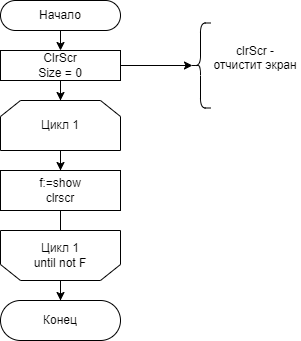 Начало
ClrScr
Size = 0
clrScr -
отчистит экран
Цикл 1
f:=show
clrscr
Цикл 1
until not F
Конец